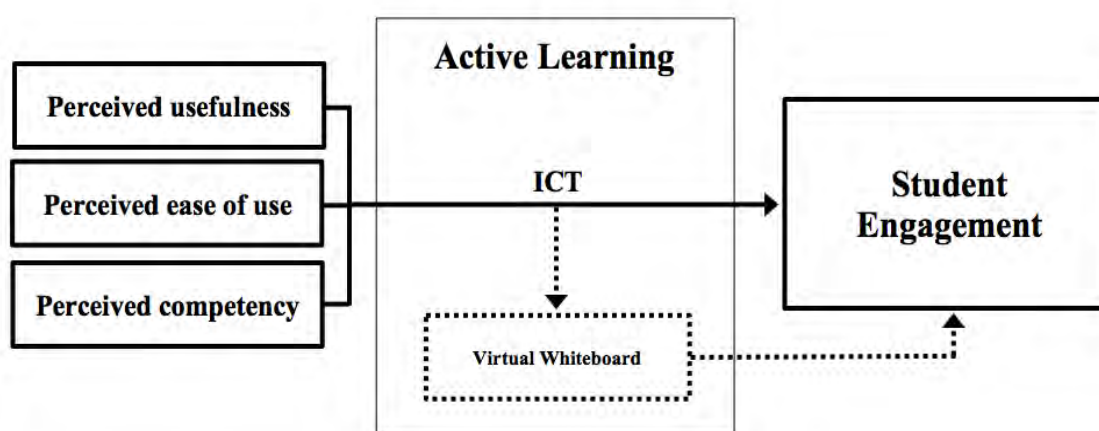 Active Learning
Perceived usefulness
Perceived ease of use
Perceived competency
ICT
Virtual Whiteboard
Student
Engagement